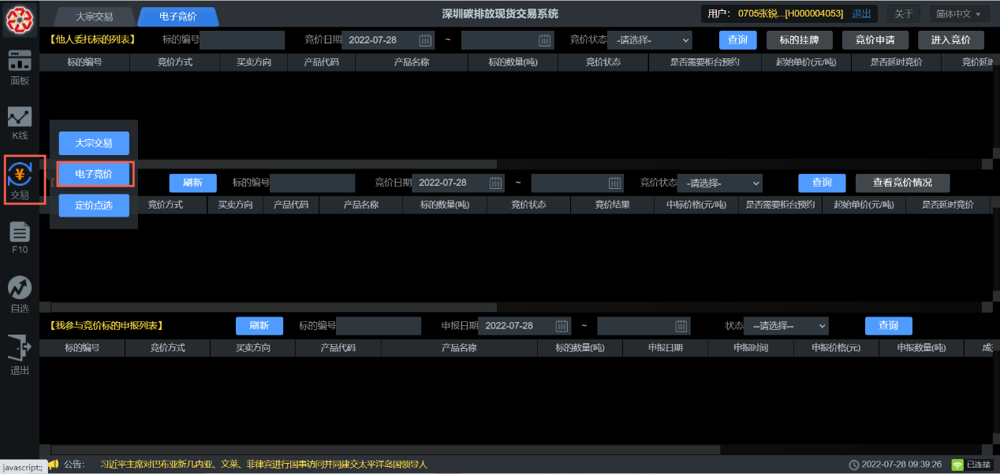 大宗交易 电子竞价 深圳碳排放现货交易系统 用户： 0705张锐...[H000004053] 退出 关于 简体中文
【他人委托标的列表】 标的编号 竞价日期 2022-07-28 ~ 竞价状态 -请选择- 查询 标的挂牌 竞价申请 进入竞价
标的编号 竞价方式 买卖方向 产品代码 产品名称 标的数量(吨) 竞价状态 是否需要柜台预约 起始单价(元/吨) 是否延时竞价 竞价延时
面板
K线
交易
F10
自选
退出
大宗交易
电子竞价
定价点选
刷新 标的编号 竞价日期 2022-07-28 ~ 竞价状态 -请选择- 查询 查看竞价情况
竞价方式 买卖方向 产品代码 产品名称 标的数量(吨) 竞价状态 竞价结果 中标价格(元/吨) 是否需要柜台预约 起始单价(元/吨) 是否延时竞价
【我参与竞价标的申报列表】 刷新 标的编号 申报日期 2022-07-28 ~ 状态 --请选择-- 查询
标的编号 竞价方式 买卖方向 产品代码 产品名称 标的数量(吨) 申报日期 申报时间 申报价格(元) 申报数量(吨) 成
javascript:; 公告： 习近平主席对巴布亚新几内亚、文莱、菲律宾进行国事访问并同建交太平洋岛国领导人 2022-07-28 09:39:26 已连接